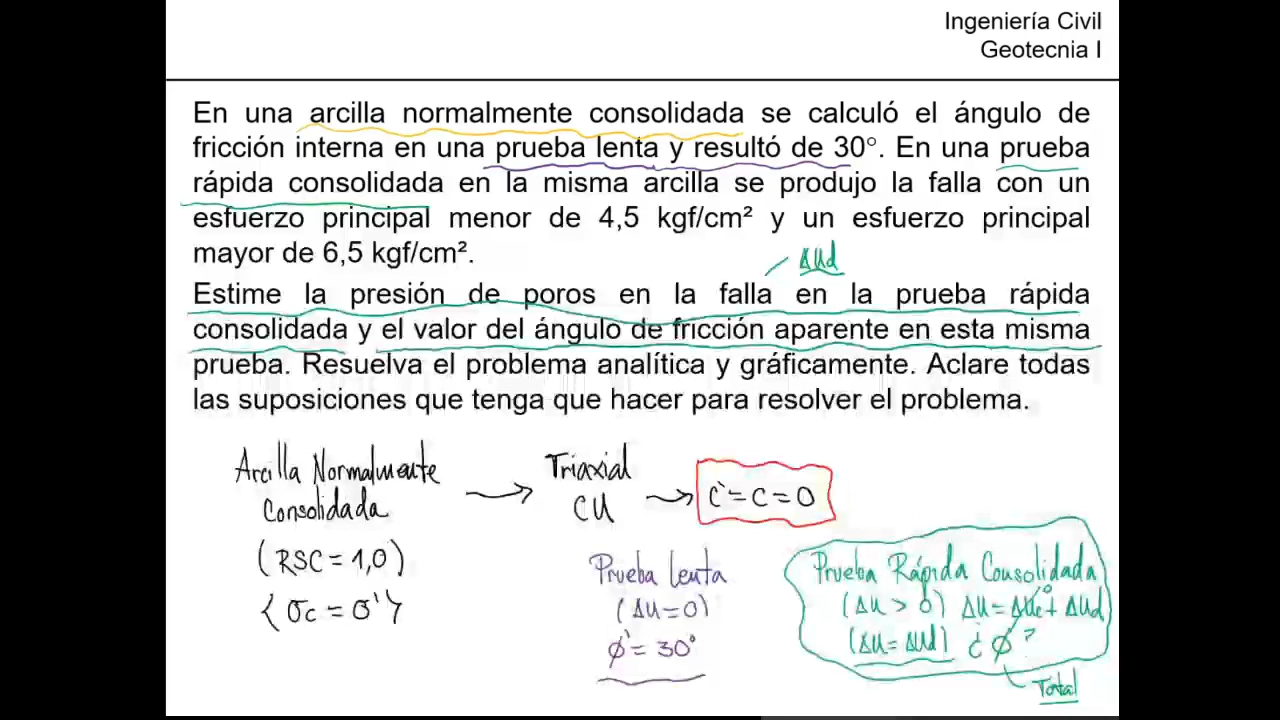 Ingeniería Civil
Geotecnia I
En una arcilla normalmente consolidada se calculó el ángulo de
fricción interna en una prueba lenta y resultó de 30°. En una prueba
rápida consolidada en la misma arcilla se produjo la falla con un
esfuerzo principal menor de 4,5 kgf/cm² y un esfuerzo principal
mayor de 6,5 kgf/cm².
ΔUd
Estime la presión de poros en la falla en la prueba rápida
consolidada y el valor del ángulo de fricción aparente en esta misma
prueba. Resuelva el problema analítica y gráficamente. Aclare todas
las suposiciones que tenga que hacer para resolver el problema.
Arcilla Normalmente
Consolidada
(RSC = 1,0)
{σc = σ'}
Triaxial
CU
c' = c = 0
Prueba Lenta
(Δu = 0)
ϕ' = 30°
Prueba Rápida Consolidada
(Δu > 0) Δu = Δuc + Δud
0
(Δu = Δud) ¿ϕ?
Total